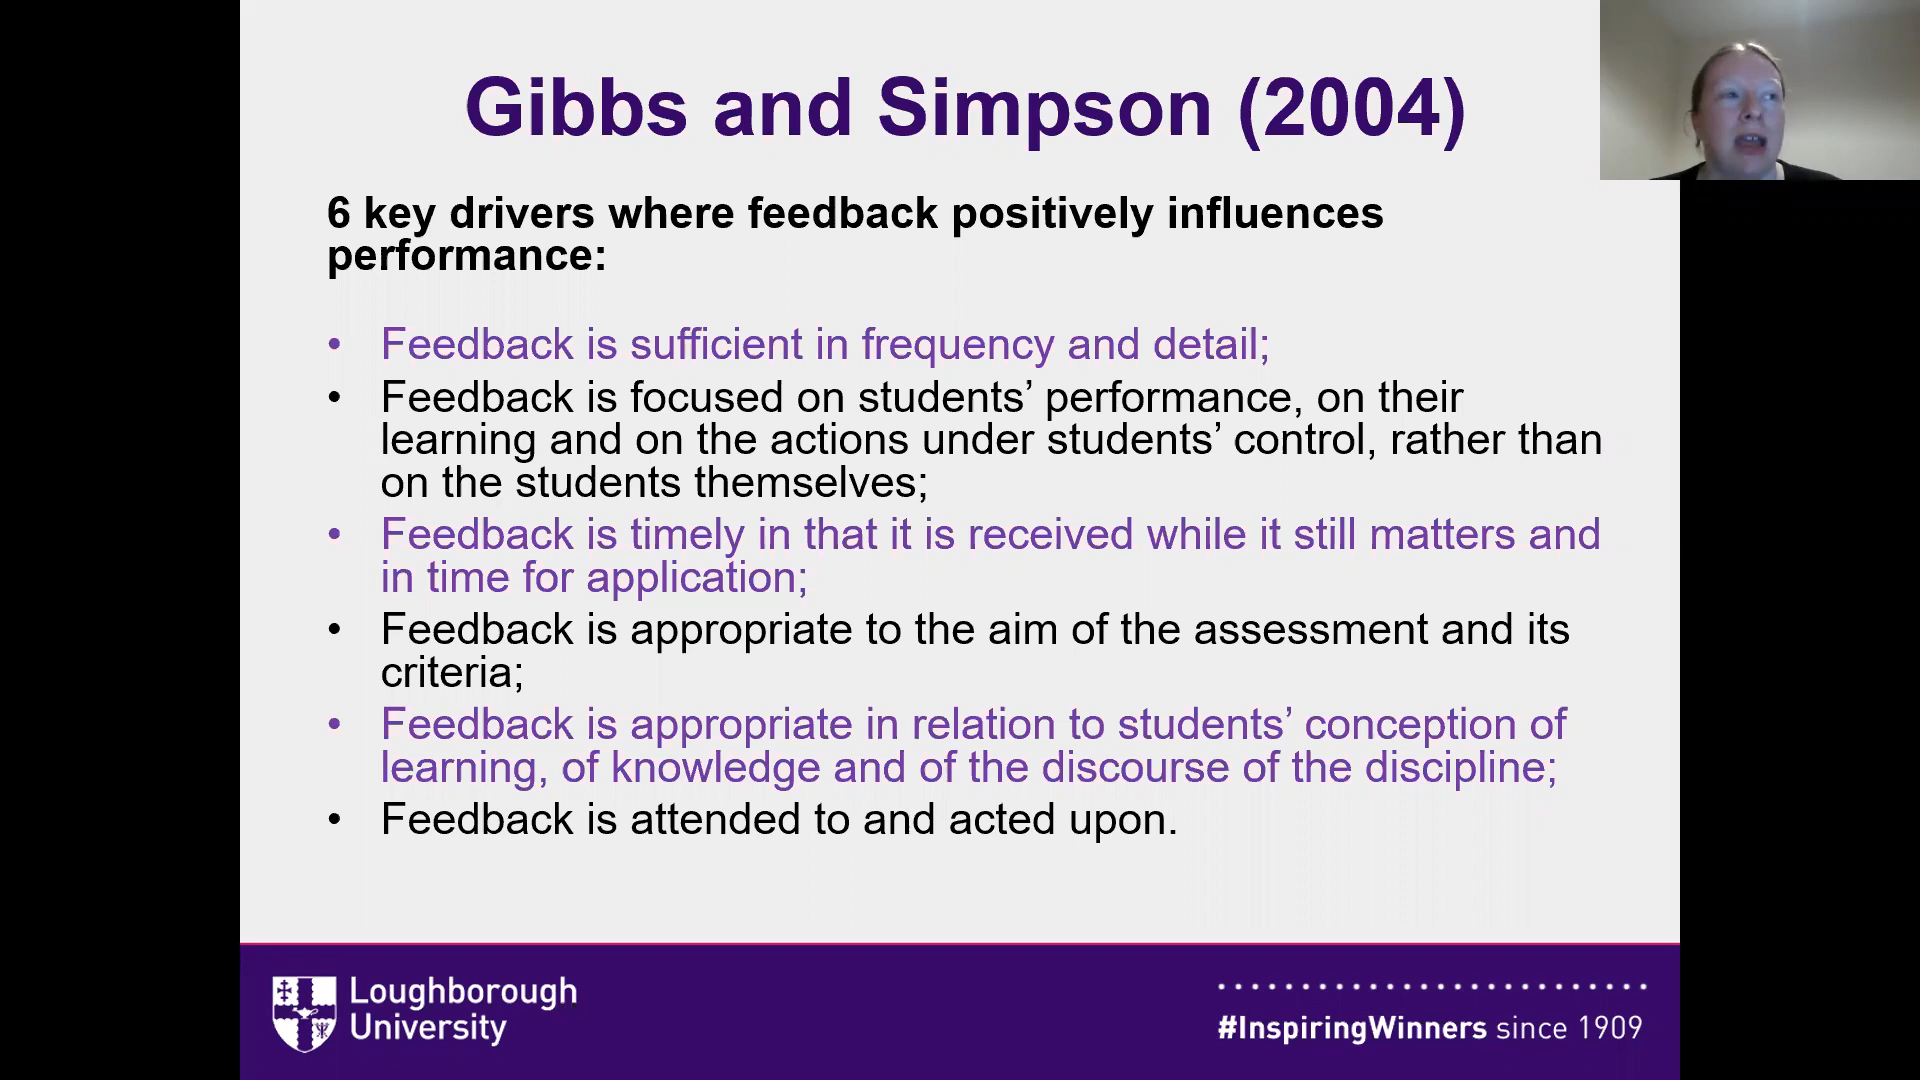 Gibbs and Simpson (2004)
6 key drivers where feedback positively influences
performance:
• Feedback is sufficient in frequency and detail;
• Feedback is focused on students’ performance, on their
learning and on the actions under students’ control, rather than
on the students themselves;
• Feedback is timely in that it is received while it still matters and
in time for application;
• Feedback is appropriate to the aim of the assessment and its
criteria;
• Feedback is appropriate in relation to students’ conception of
learning, of knowledge and of the discourse of the discipline;
• Feedback is attended to and acted upon.
Loughborough
University
#InspiringWinners since 1909